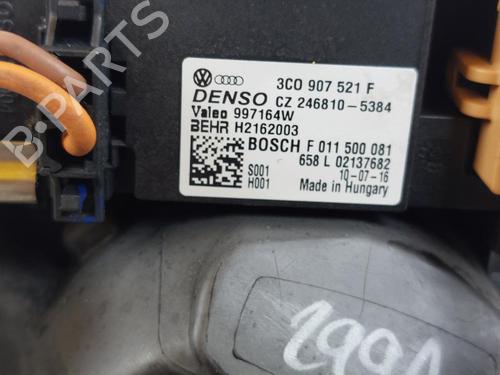 3C0 907 521 F
DENSO CZ 246810-5384
Valeo 997164W
BEHR H2162003
BOSCH F 011 500 081
658 L 02137682
S001 10-07-16
H001 Made in Hungary
B-PARTS